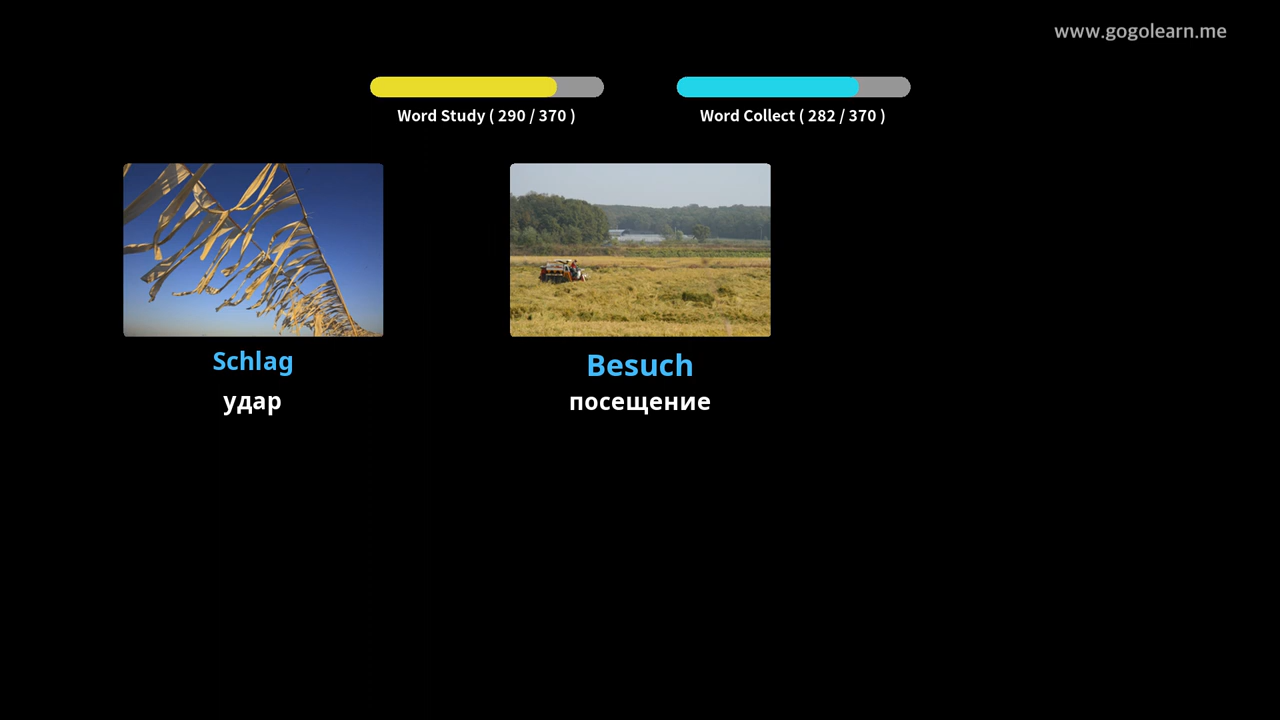 www.gogolearn.me
Word Study ( 290 / 370 )
Word Collect ( 282 / 370 )
Schlag
удар
Besuch
посещение